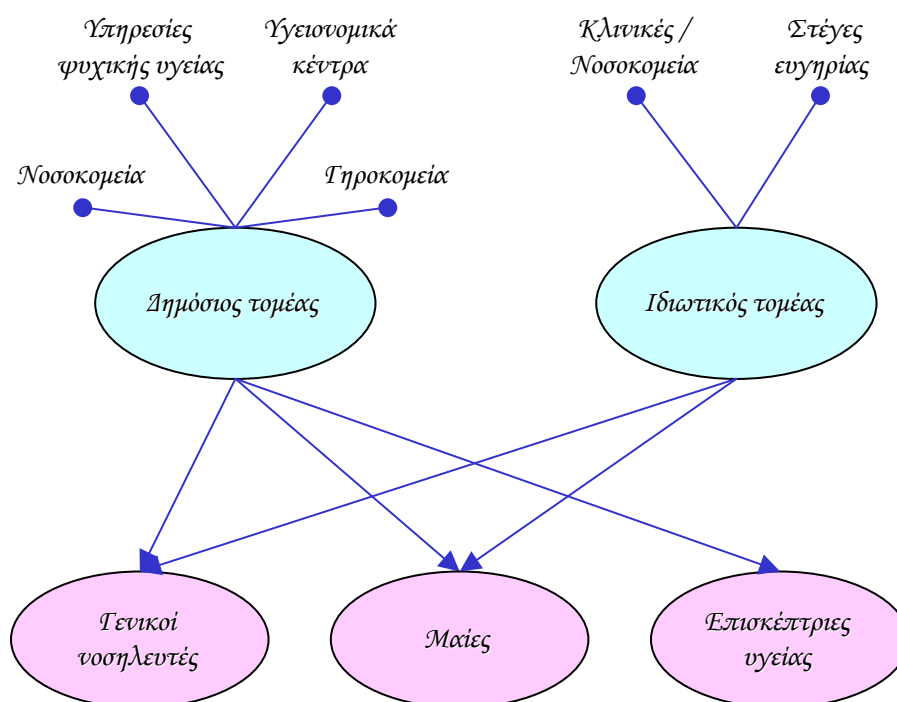 Υπηρεσίες
ψυχικής υγείας
Υγειονομικά
κέντρα
Κλινικές /
Νοσοκομεία
Στέγες
ευγηρίας
Νοσοκομεία
Γηροκομεία
Δημόσιος τομέας
Ιδιωτικός τομέας
Γενικοί
νοσηλευτές
Μαίες
Επισκέπτριες
υγείας